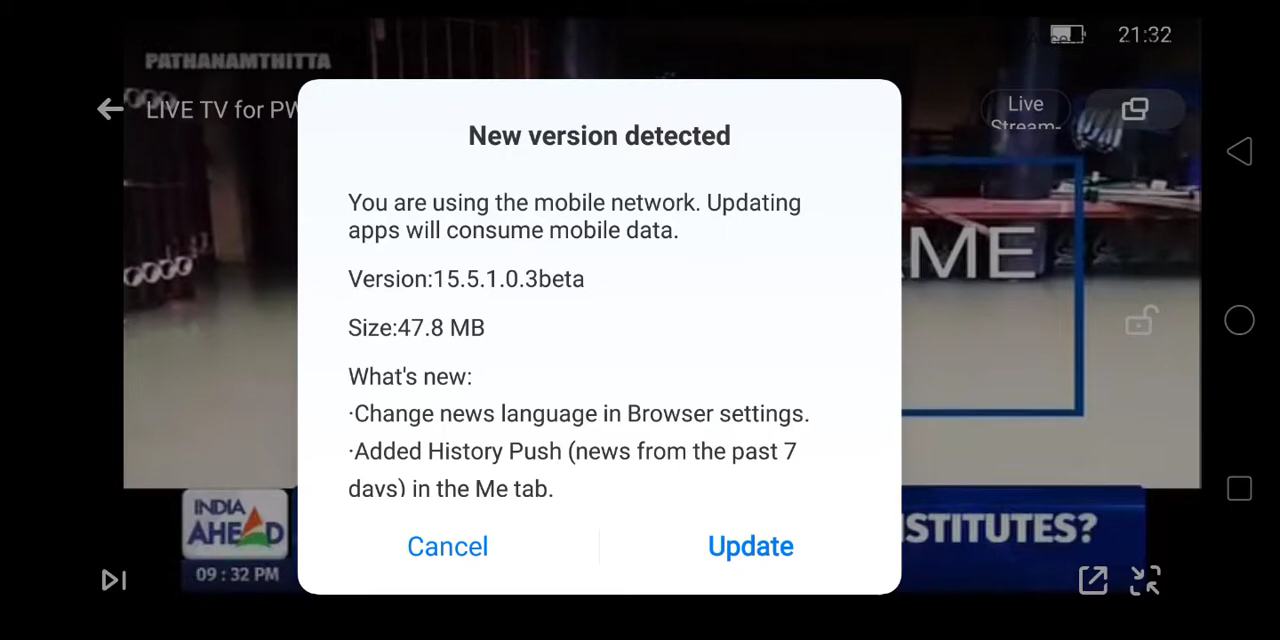 21:32
PATHANAMTHITTA
LIVE TV for PW
Live
Stream-
New version detected
You are using the mobile network. Updating
apps will consume mobile data.
Version:15.5.1.0.3beta
Size:47.8 MB
What's new:
·Change news language in Browser settings.
·Added History Push (news from the past 7
days) in the Me tab.
Cancel
Update
ME
INDIA
AHEAD
09 : 32 PM
STITUTES?